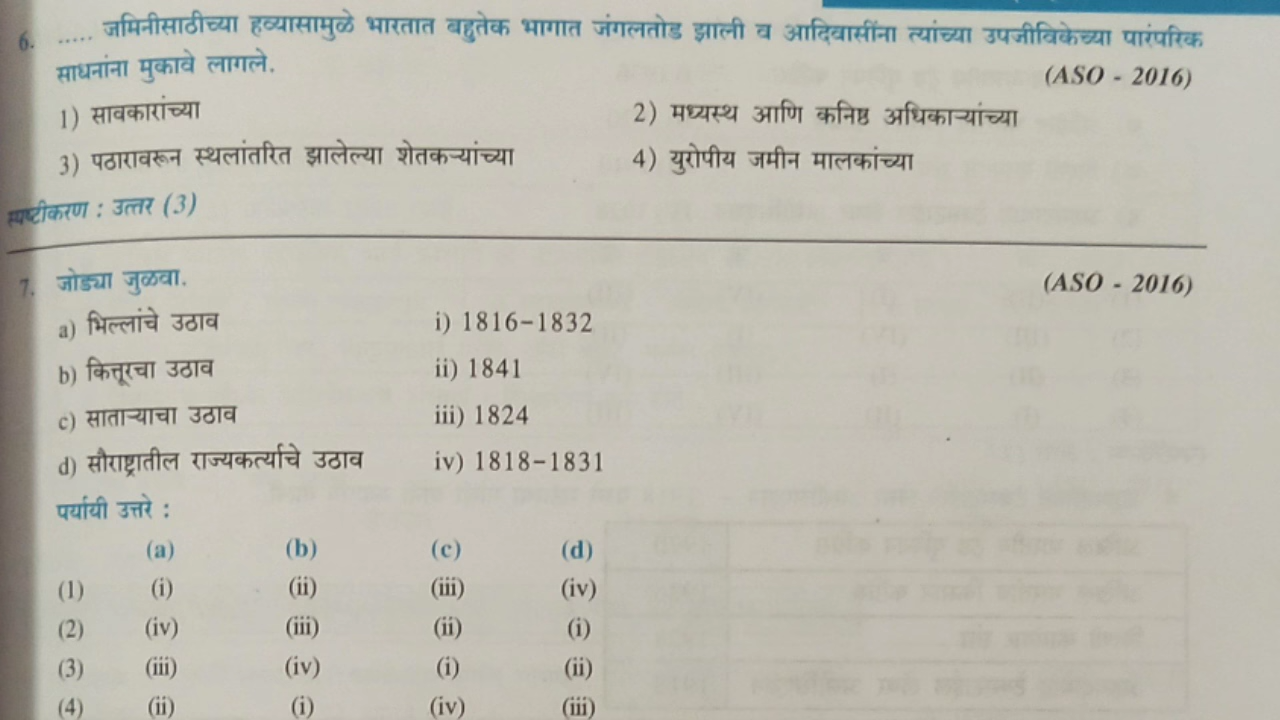 6. ..... जमिनीसाठीच्या हव्यासामुळे भारतात बहुतेक भागात जंगलतोड झाली व आदिवासींना त्यांच्या उपजीविकेच्या पारंपरिक
साधनांना मुकावे लागले. (ASO - 2016)
1) सावकारांच्या 2) मध्यस्थ आणि कनिष्ठ अधिकाऱ्यांच्या
3) पठारावरून स्थलांतरित झालेल्या शेतकऱ्यांच्या 4) युरोपीय जमीन मालकांच्या
स्पष्टीकरण : उत्तर (3)
7. जोड्या जुळवा. (ASO - 2016)
a) भिल्लांचे उठाव i) 1816-1832
b) कित्तूरचा उठाव ii) 1841
c) साताऱ्याचा उठाव iii) 1824
d) सौराष्ट्रातील राज्यकर्त्याचे उठाव iv) 1818-1831
पर्यायी उत्तरे :
(a) (b) (c) (d)
(1) (i) (ii) (iii) (iv)
(2) (iv) (iii) (ii) (i)
(3) (iii) (iv) (i) (ii)
(4) (ii) (i) (iv) (iii)